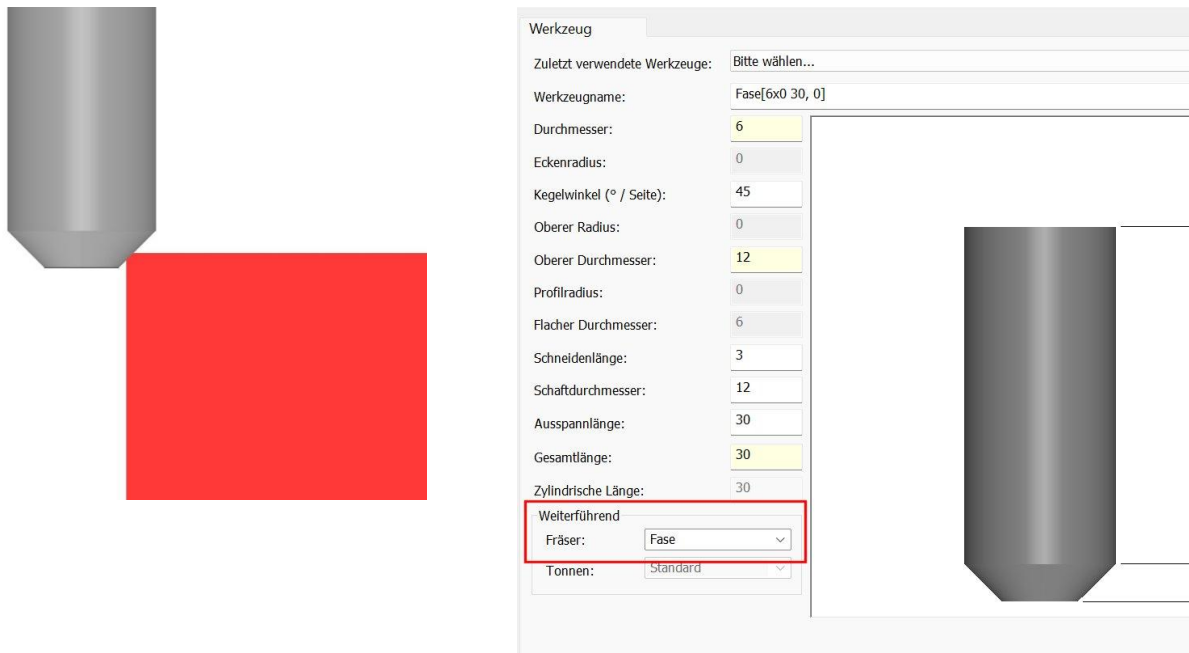 Werkzeug
Zuletzt verwendete Werkzeuge: Bitte wählen...
Werkzeugname: Fase[6x0 30, 0]
Durchmesser: 6
Eckenradius: 0
Kegelwinkel (° / Seite): 45
Oberer Radius: 0
Oberer Durchmesser: 12
Profilradius: 0
Flacher Durchmesser: 6
Schneidenlänge: 3
Schaftdurchmesser: 12
Ausspannlänge: 30
Gesamtlänge: 30
Zylindrische Länge: 30
Weiterführend
Fräser: Fase
Tonnen: Standard